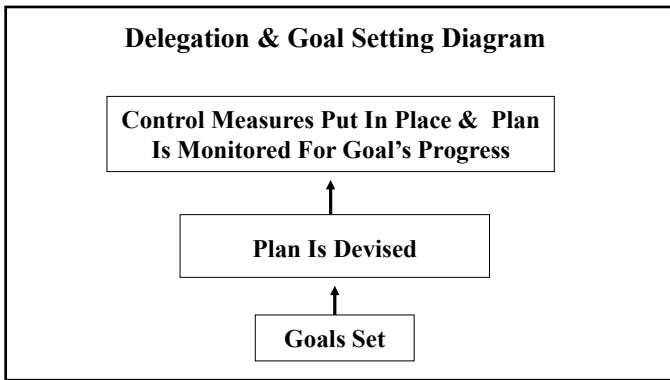 Delegation & Goal Setting Diagram
Control Measures Put In Place & Plan
Is Monitored For Goal’s Progress
Plan Is Devised
Goals Set